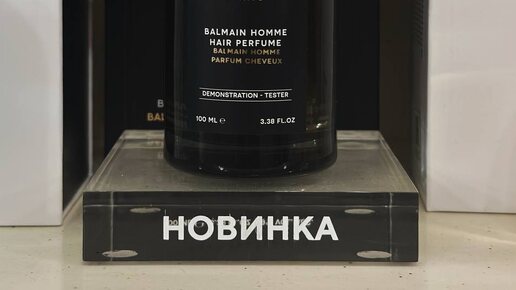 BALMAIN HOMME
HAIR PERFUME
BALMAIN HOMME
PARFUM CHEVEUX
DEMONSTRATION - TESTER
100 ML ℮ 3.38 FL.OZ
НОВИНКА